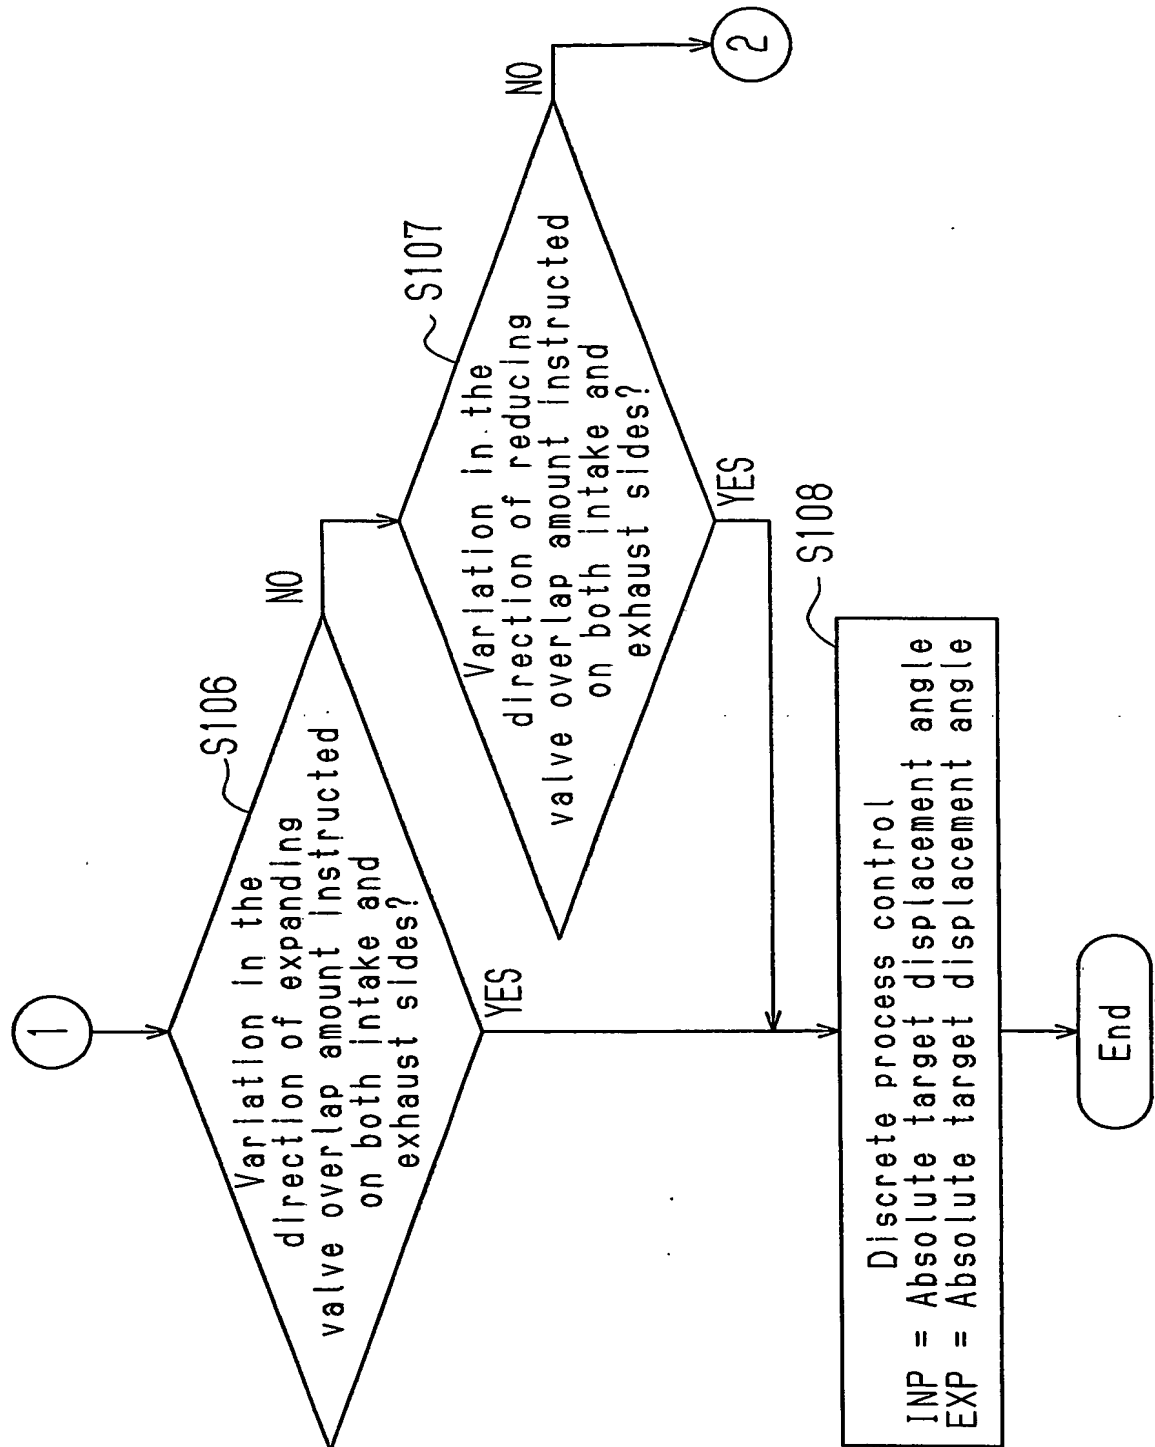 1
S106
Variation in the
direction of expanding
valve overlap amount instructed
on both intake and
exhaust sides?
NO
YES
S107
Variation in the
direction of reducing
valve overlap amount instructed
on both intake and
exhaust sides?
NO
2
YES
S108
Discrete process control
INP = Absolute target displacement angle
EXP = Absolute target displacement angle
End